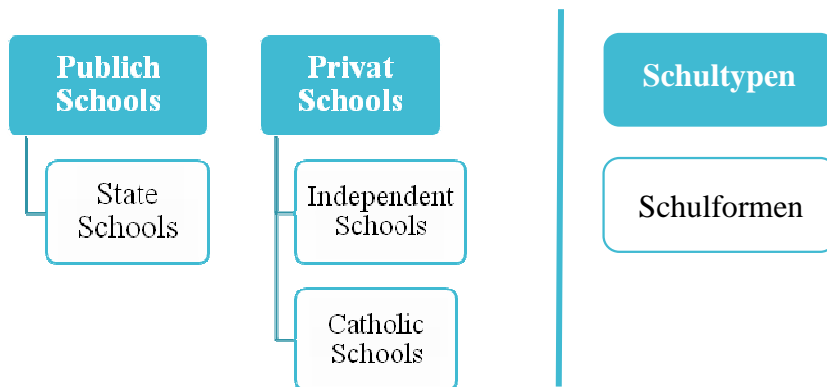 Publich
Schools
State
Schools
Privat
Schools
Independent
Schools
Catholic
Schools
Schultypen
Schulformen